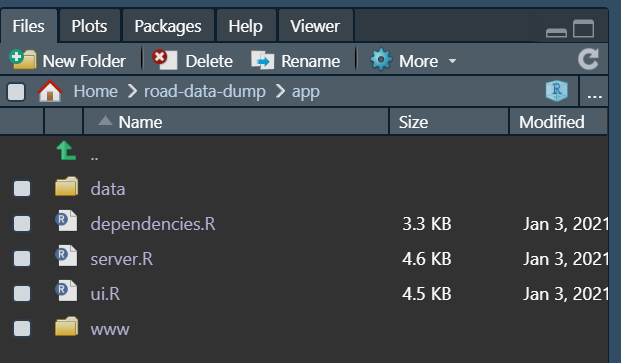 Files Plots Packages Help Viewer
New Folder Delete Rename More
Home road-data-dump app R ...
Name Size Modified
..
data
R dependencies.R 3.3 KB Jan 3, 2021
R server.R 4.6 KB Jan 3, 2021
R ui.R 4.5 KB Jan 3, 2021
www